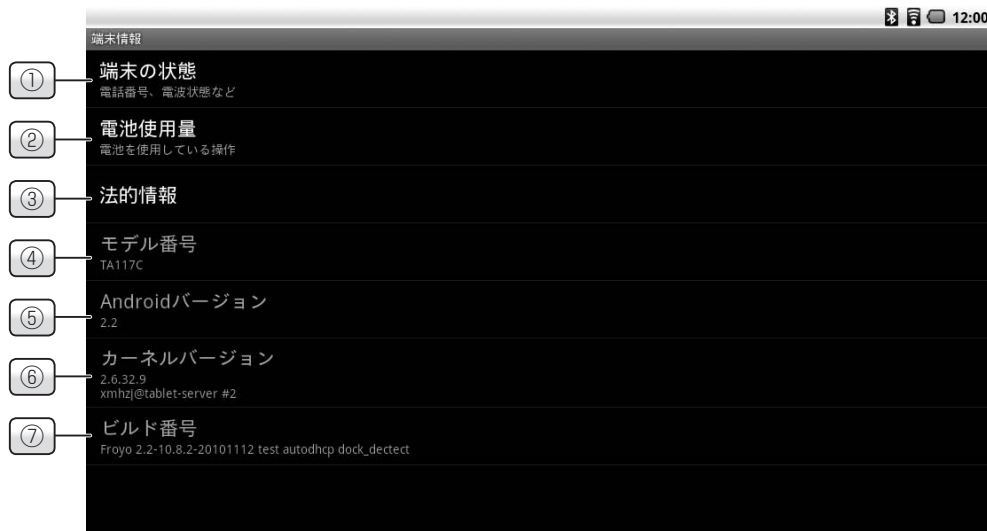 12:00
端末情報
① 端末の状態
電話番号、電波状態など
② 電池使用量
電池を使用している操作
③ 法的情報
④ モデル番号
TA117C
⑤ Androidバージョン
2.2
⑥ カーネルバージョン
2.6.32.9
xmhzj@tablet-server #2
⑦ ビルド番号
Froyo 2.2-10.8.2-20101112 test autodhcp dock_dectect